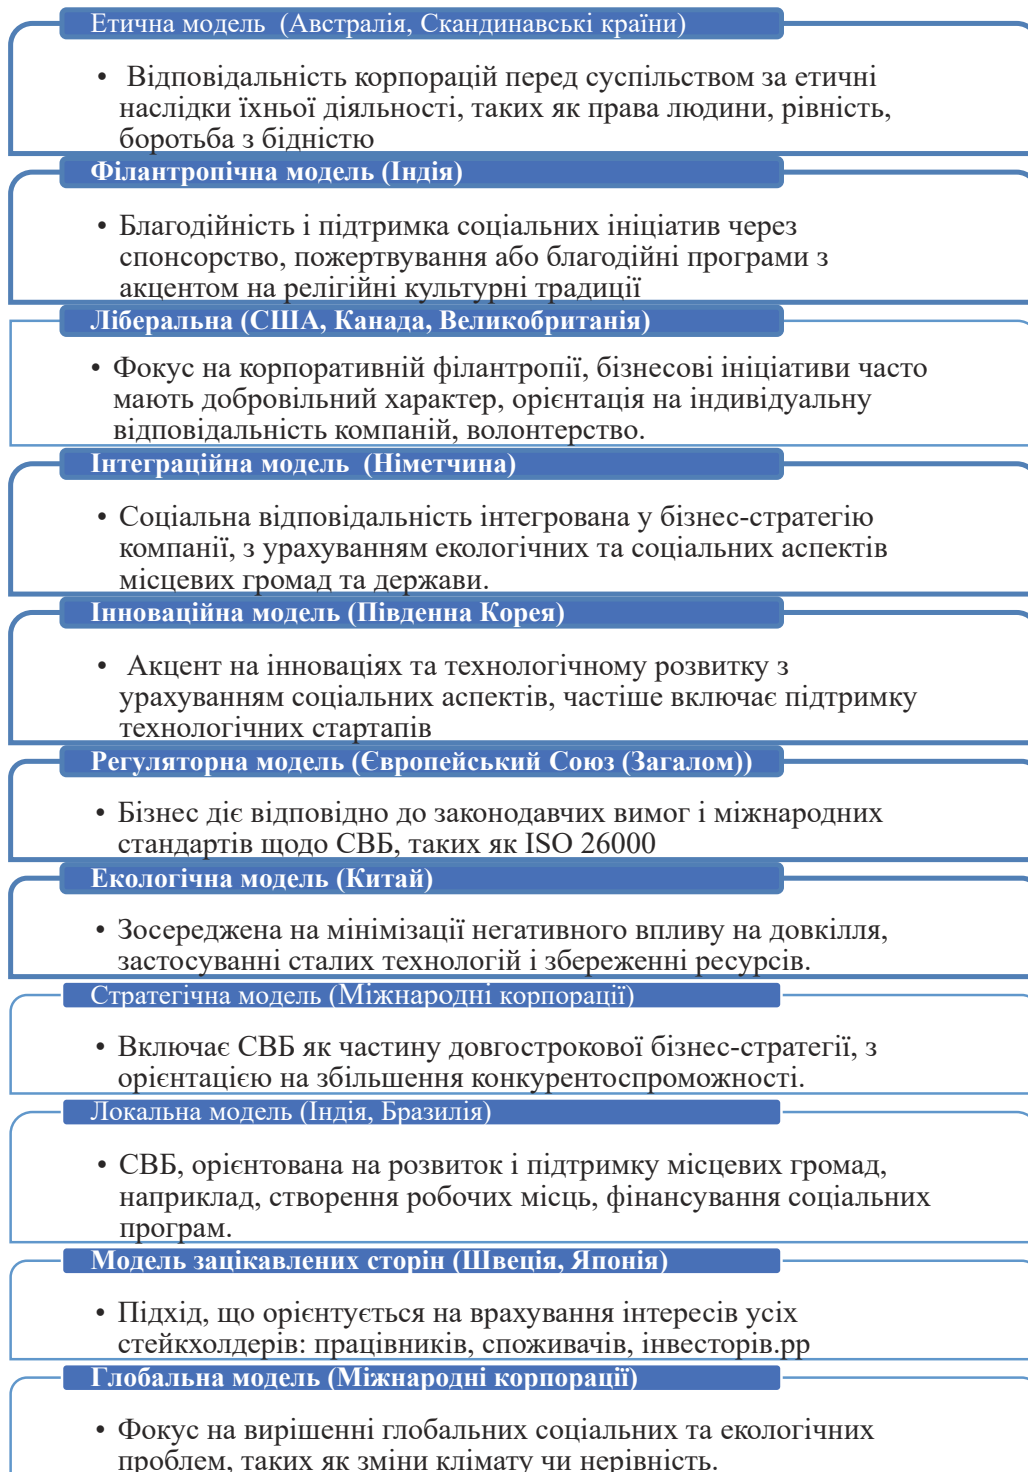 Етична модель (Австралія, Скандинавські країни)
• Відповідальність корпорацій перед суспільством за етичні
наслідки їхньої діяльності, таких як права людини, рівність,
боротьба з бідністю
Філантропічна модель (Індія)
• Благодійність і підтримка соціальних ініціатив через
спонсорство, пожертвування або благодійні програми з
акцентом на релігійні культурні традиції
Ліберальна (США, Канада, Великобританія)
• Фокус на корпоративній філантропії, бізнесові ініціативи часто
мають добровільний характер, орієнтація на індивідуальну
відповідальність компаній, волонтерство.
Інтеграційна модель (Німетчина)
• Соціальна відповідальність інтегрована у бізнес-стратегію
компанії, з урахуванням екологічних та соціальних аспектів
місцевих громад та держави.
Інноваційна модель (Південна Корея)
• Акцент на інноваціях та технологічному розвитку з
урахуванням соціальних аспектів, частіше включає підтримку
технологічних стартапів
Регуляторна модель (Європейський Союз (Загалом))
• Бізнес діє відповідно до законодавчих вимог і міжнародних
стандартів щодо СВБ, таких як ISO 26000
Екологічна модель (Китай)
• Зосереджена на мінімізації негативного впливу на довкілля,
застосуванні сталих технологій і збереженні ресурсів.
Стратегічна модель (Міжнародні корпорації)
• Включає СВБ як частину довгострокової бізнес-стратегії, з
орієнтацією на збільшення конкурентоспроможності.
Локальна модель (Індія, Бразилія)
• СВБ, орієнтована на розвиток і підтримку місцевих громад,
наприклад, створення робочих місць, фінансування соціальних
програм.
Модель зацікавлених сторін (Швеція, Японія)
• Підхід, що орієнтується на врахування інтересів усіх
стейкхолдерів: працівників, споживачів, інвесторів.рр
Глобальна модель (Міжнародні корпорації)
• Фокус на вирішенні глобальних соціальних та екологічних
проблем, таких як зміни клімату чи нерівність.